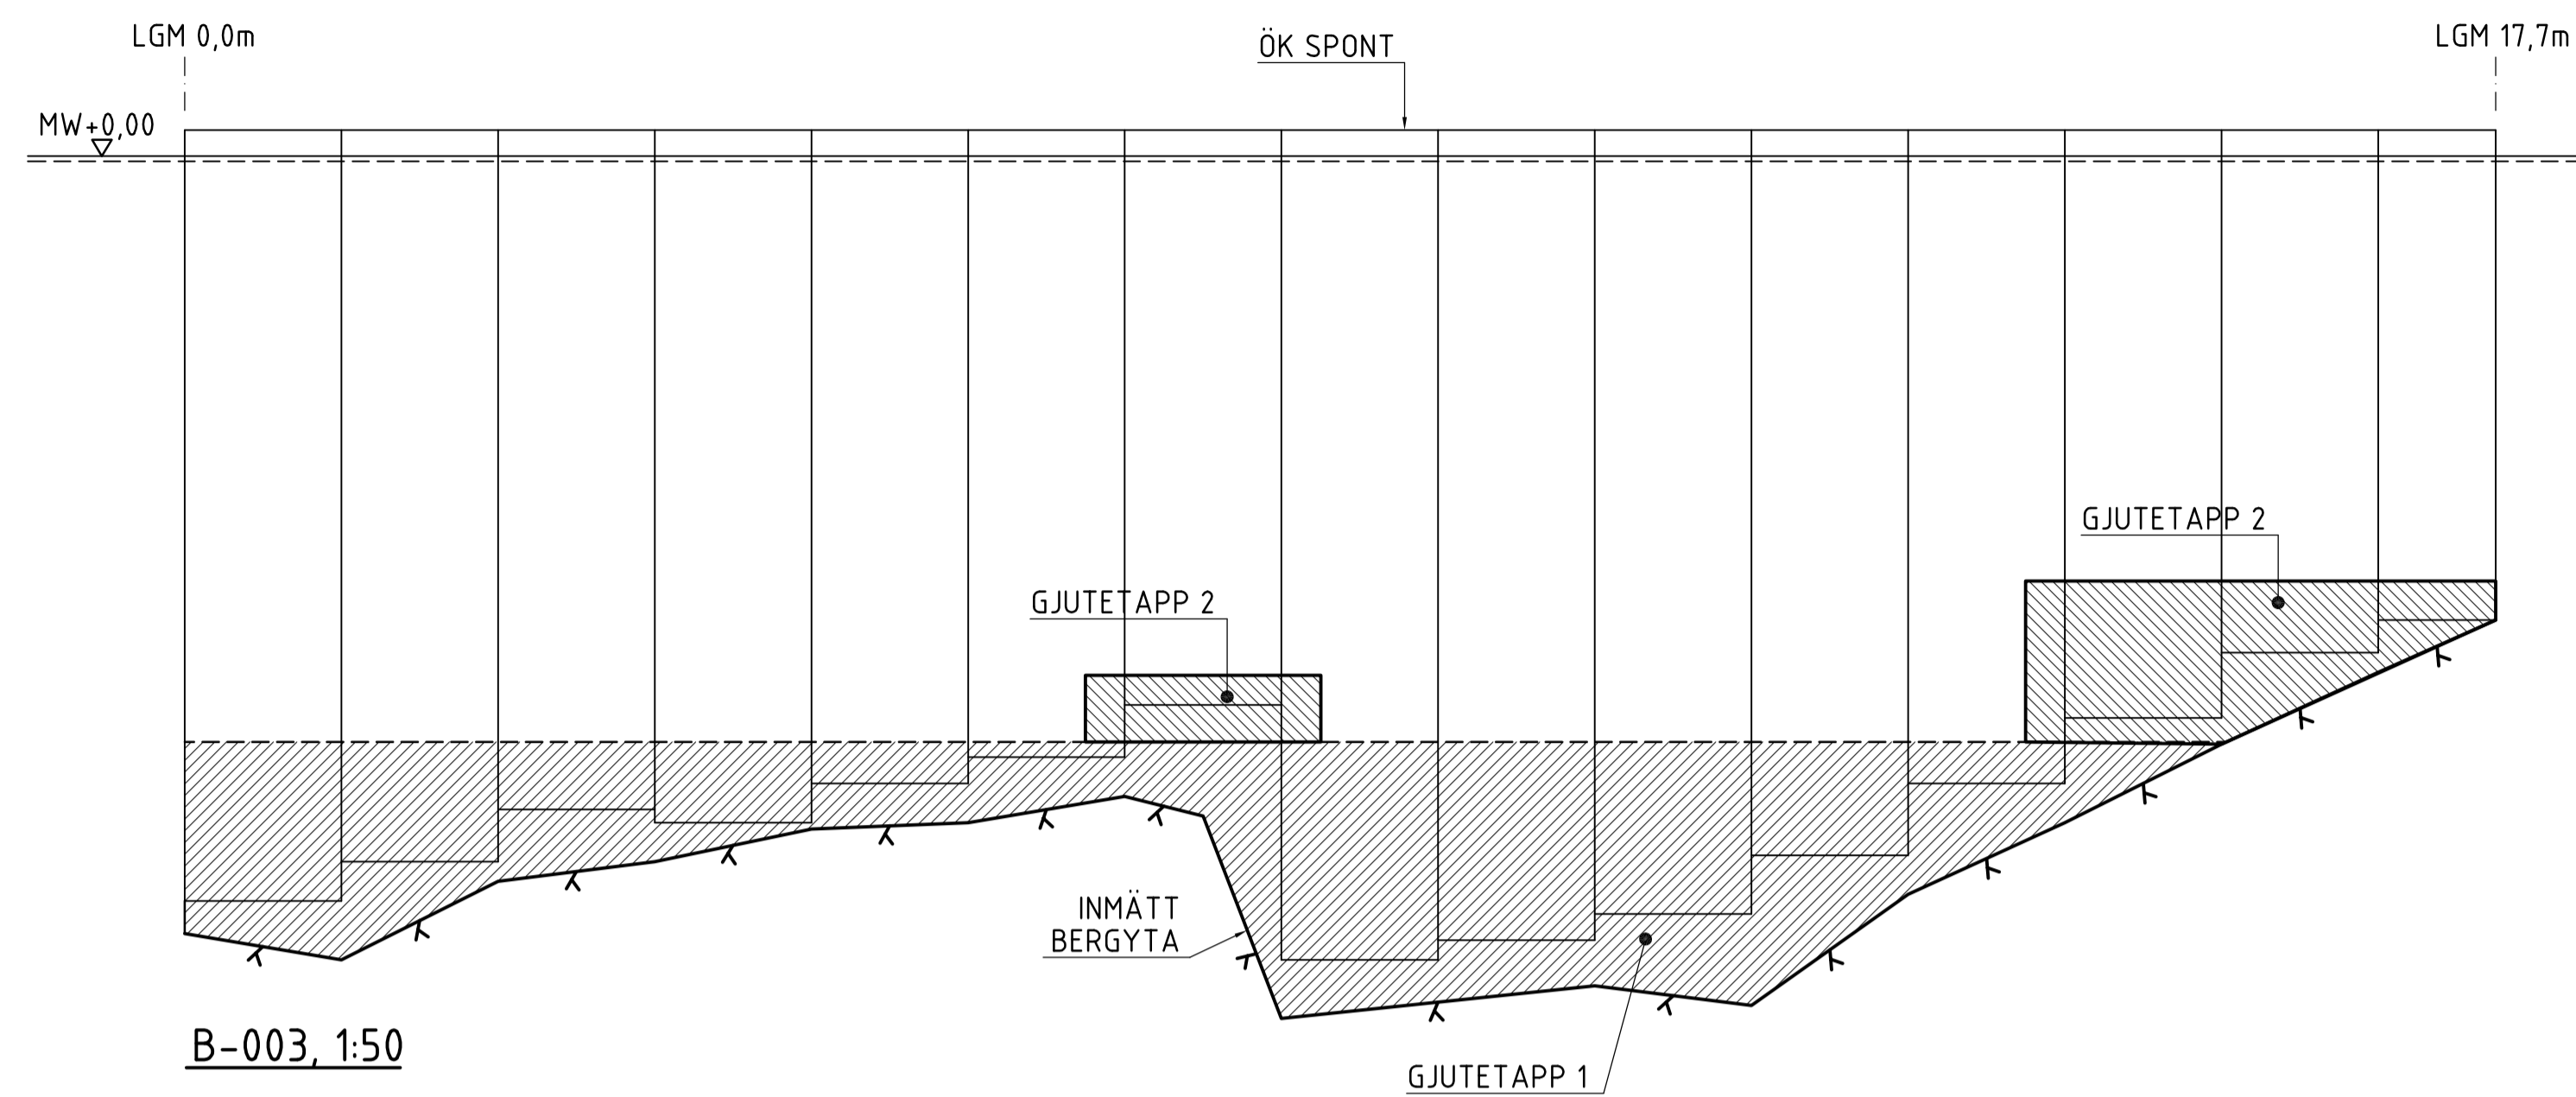 LGM 0,0m
ÖK SPONT
LGM 17,7m
MW+0,00
GJUTETAPP 2
GJUTETAPP 2
INMÄTT
BERGYTA
B-003, 1:50
GJUTETAPP 1